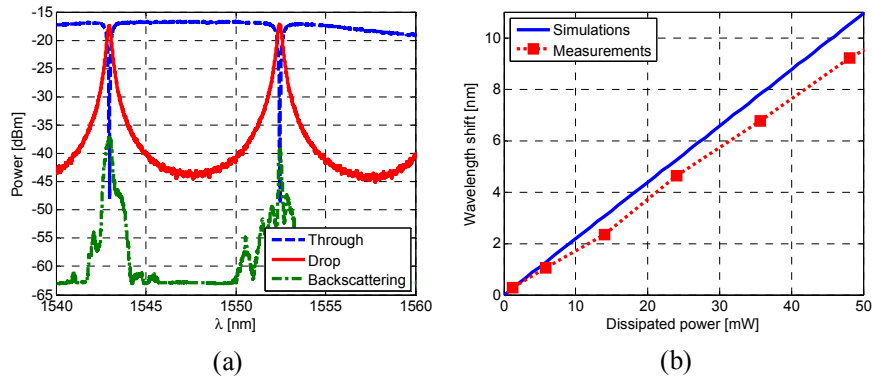 -15
-20
-25
-30
-35
-40
-45
-50
-55
-60
-65
Power [dBm]
Through
Drop
Backscattering
1540 1545 1550 1555 1560
λ [nm]
(a)
10
8
6
4
2
0
Wavelength shift [nm]
Simulations
Measurements
0 10 20 30 40 50
Dissipated power [mW]
(b)